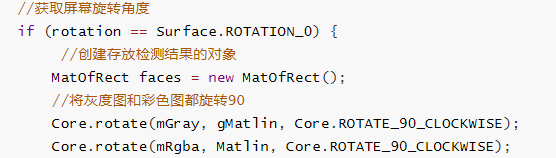 //获取屏幕旋转角度
if (rotation == Surface.ROTATION_0) {
//创建存放检测结果的对象
MatOfRect faces = new MatOfRect();
//将灰度图和彩色图都旋转90
Core.rotate(mGray, gMatlin, Core.ROTATE_90_CLOCKWISE);
Core.rotate(mRgba, Matlin, Core.ROTATE_90_CLOCKWISE);